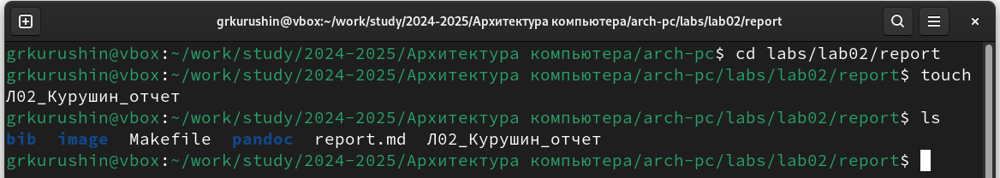 grkurushin@vbox:~/work/study/2024-2025/Архитектура компьютера/arch-pc/labs/lab02/report
grkurushin@vbox:~/work/study/2024-2025/Архитектура компьютера/arch-pc$ cd labs/lab02/report
grkurushin@vbox:~/work/study/2024-2025/Архитектура компьютера/arch-pc/labs/lab02/report$ touch
Л02_Курушин_отчет
grkurushin@vbox:~/work/study/2024-2025/Архитектура компьютера/arch-pc/labs/lab02/report$ ls
bib  image  Makefile  pandoc  report.md  Л02_Курушин_отчет
grkurushin@vbox:~/work/study/2024-2025/Архитектура компьютера/arch-pc/labs/lab02/report$